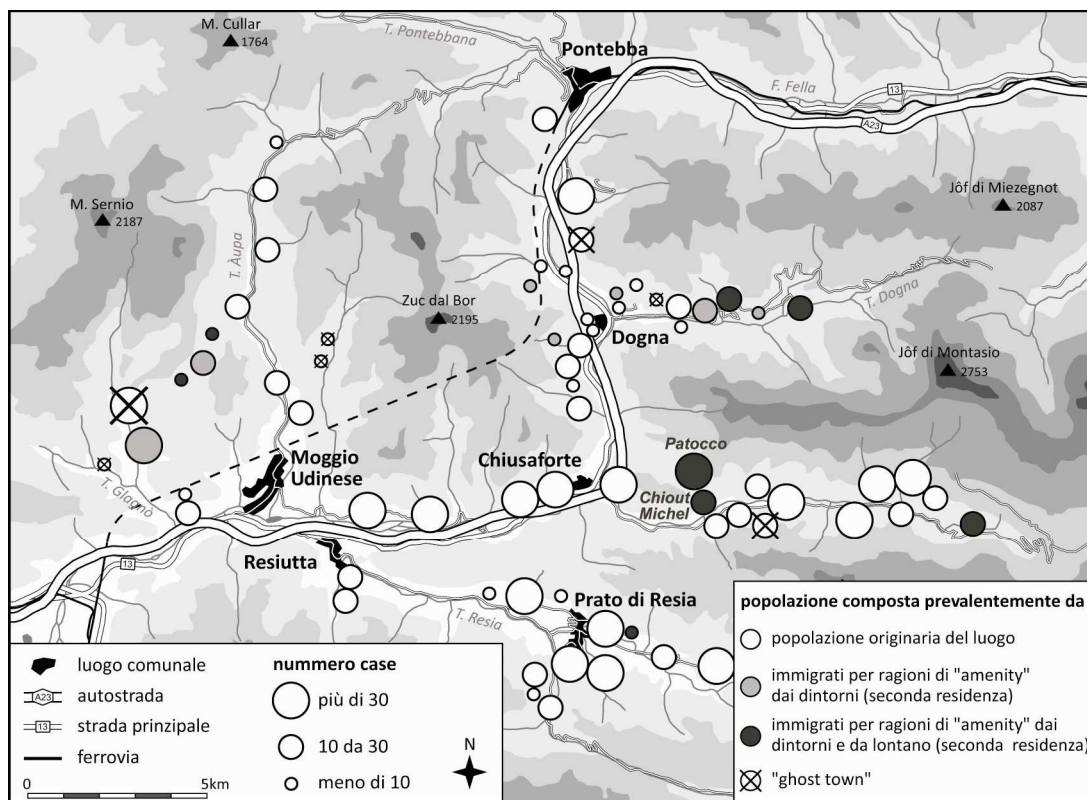 M. Cullar
1764
T. Pontebbana
Pontebba
F. Fella
13
A23
M. Sernio
2187
Jôf di Miezegnot
2087
T. Àupa
Zuc dal Bor
2195
T. Dogna
Dogna
Jôf di Montasio
2753
Patocco
Moggio
Udinese
Chiusaforte
Chiout
Michel
T. Glagnò
Resiutta
13
T. Resia
Prato di Resia
luogo comunale
A23
autostrada
13
strada prinzipale
ferrovia
0
5km
nummero case
più di 30
10 da 30
meno di 10
N
popolazione composta prevalentemente da
popolazione originaria del luogo
immigrati per ragioni di "amenity"
dai dintorni (seconda residenza)
immigrati per ragioni di "amenity" dai
dintorni e da lontano (seconda residenza)
"ghost town"